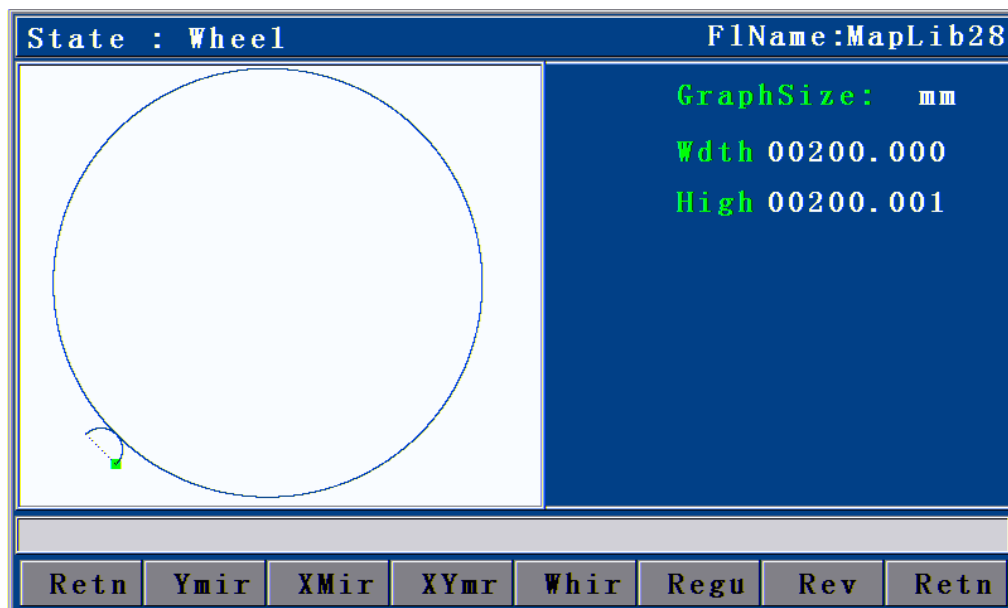 State : Wheel
FlName:MapLib28
GraphSize: mm
Wdth 00200.000
High 00200.001
Retn Ymir XMir XYmr Whir Regu Rev Retn